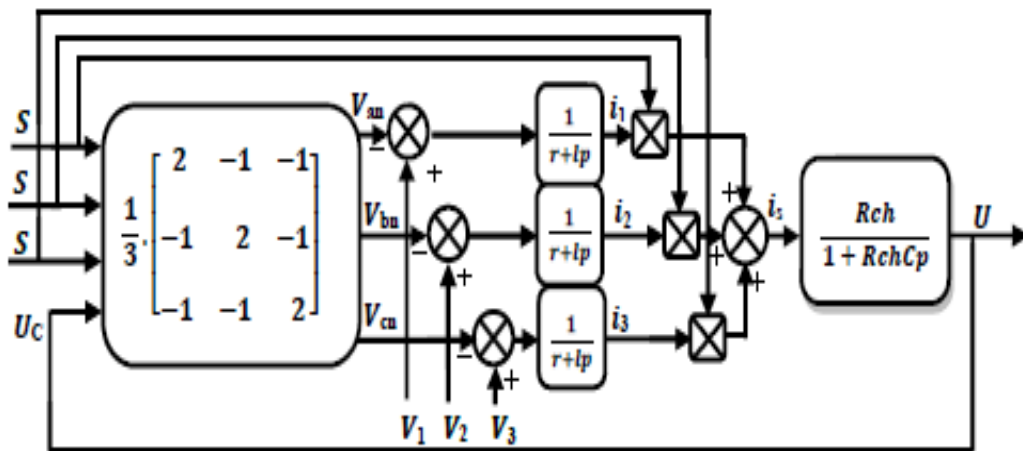 S
S
S
U_C
1/3 · [2 −1 −1
−1 2 −1
−1 −1 2]
V_an
V_bn
V_cn
−
+
−
+
−
+
V_1 V_2 V_3
1/(r+lp)
1/(r+lp)
1/(r+lp)
i_1
i_2
i_3
+
+
+
i_s
Rch/(1 + RchCp)
U